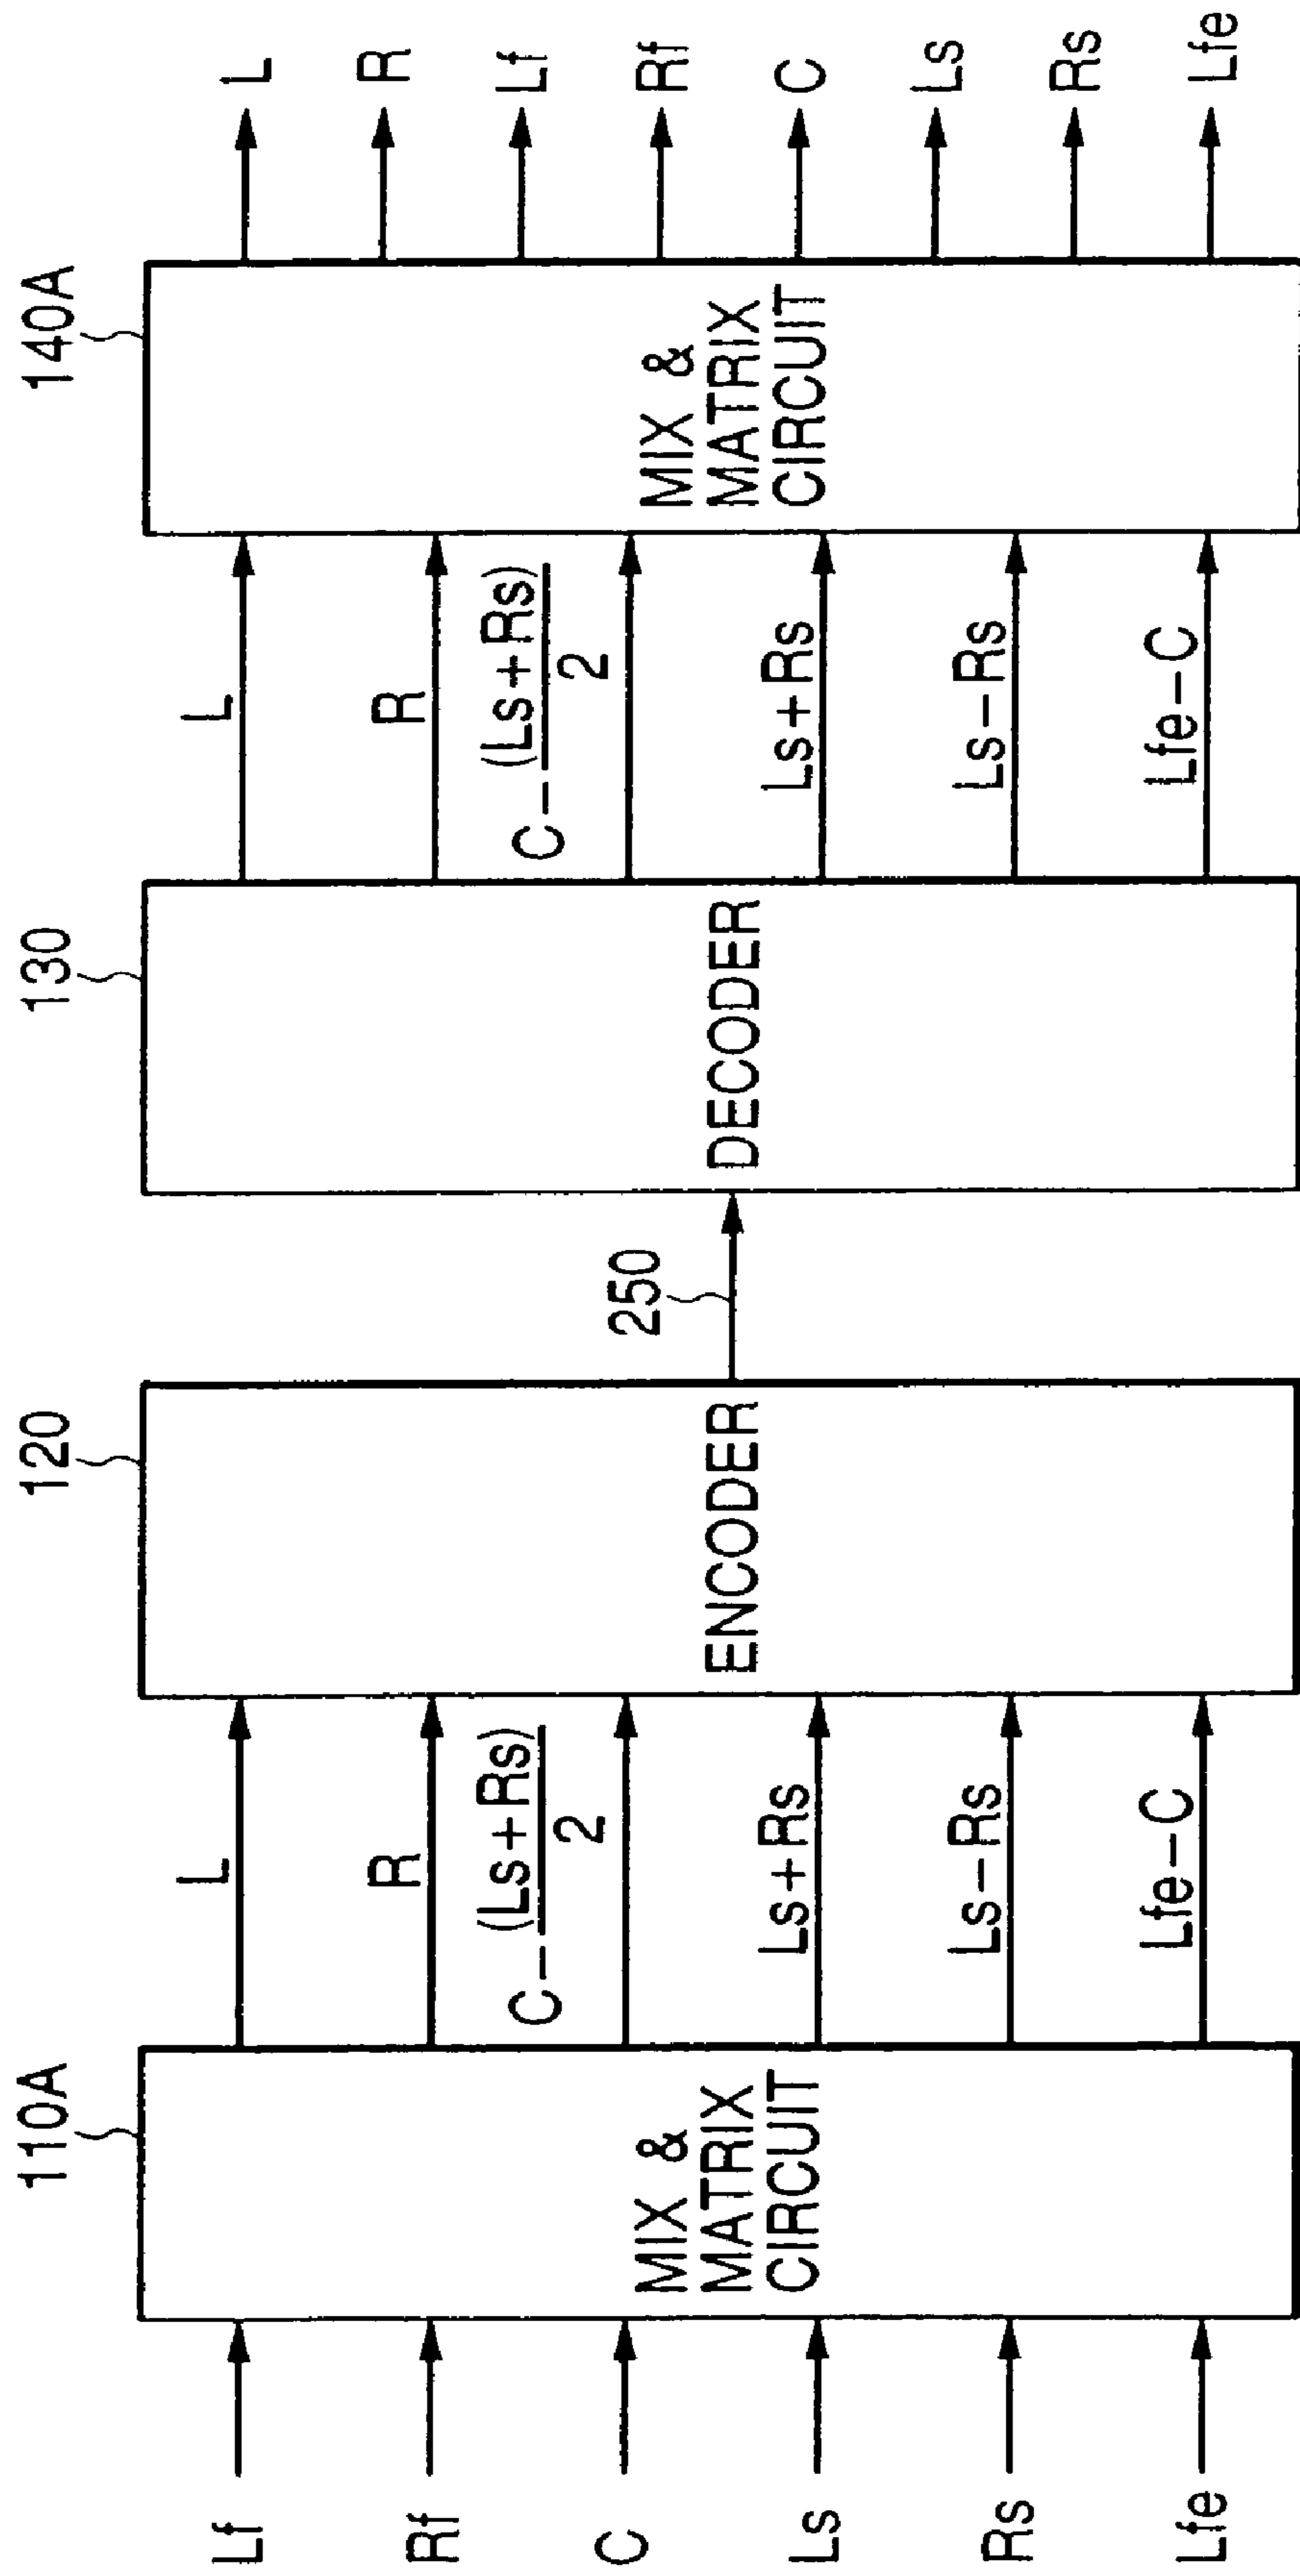 Lf
Rf
C
Ls
Rs
Lfe
110A
MIX &
MATRIX
CIRCUIT
L
R
C-(Ls+Rs)
2
Ls+Rs
Ls-Rs
Lfe-C
120
ENCODER
250
130
DECODER
L
R
C-(Ls+Rs)
2
Ls+Rs
Ls-Rs
Lfe-C
140A
MIX &
MATRIX
CIRCUIT
L
R
Lf
Rf
C
Ls
Rs
Lfe